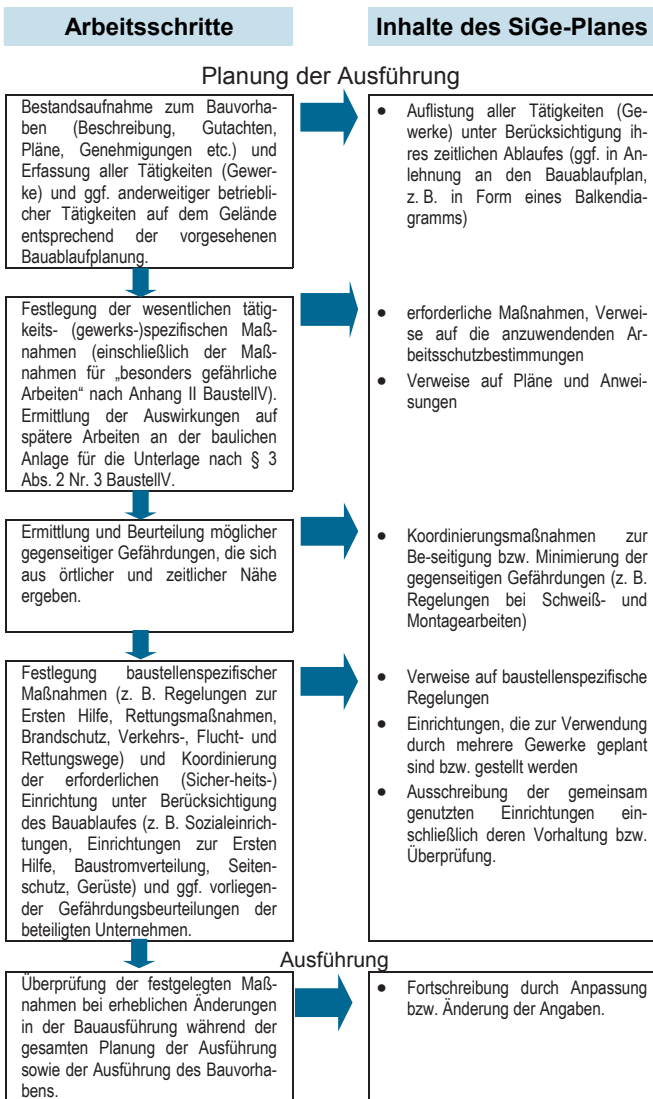 Arbeitsschritte
Inhalte des SiGe-Planes
Planung der Ausführung
Bestandsaufnahme zum Bauvorha-
ben (Beschreibung, Gutachten,
Pläne, Genehmigungen etc.) und
Erfassung aller Tätigkeiten (Gewer-
ke) und ggf. anderweitiger betriebli-
cher Tätigkeiten auf dem Gelände
entsprechend der vorgesehenen
Bauablaufplanung.
• Auflistung aller Tätigkeiten (Ge-
werke) unter Berücksichtigung ih-
res zeitlichen Ablaufes (ggf. in An-
lehnung an den Bauablaufplan,
z. B. in Form eines Balkendia-
gramms)
Festlegung der wesentlichen tätig-
keits- (gewerks-)spezifischen Maß-
nahmen (einschließlich der Maß-
nahmen für „besonders gefährliche
Arbeiten“ nach Anhang II BaustellV).
Ermittlung der Auswirkungen auf
spätere Arbeiten an der baulichen
Anlage für die Unterlage nach § 3
Abs. 2 Nr. 3 BaustellV.
• erforderliche Maßnahmen, Verwei-
se auf die anzuwendenden Ar-
beitsschutzbestimmungen
• Verweise auf Pläne und Anwei-
sungen
Ermittlung und Beurteilung möglicher
gegenseitiger Gefährdungen, die sich
aus örtlicher und zeitlicher Nähe
ergeben.
• Koordinierungsmaßnahmen zur
Be-seitigung bzw. Minimierung der
gegenseitigen Gefährdungen (z. B.
Regelungen bei Schweiß- und
Montagearbeiten)
Festlegung baustellenspezifischer
Maßnahmen (z. B. Regelungen zur
Ersten Hilfe, Rettungsmaßnahmen,
Brandschutz, Verkehrs-, Flucht- und
Rettungswege) und Koordinierung
der erforderlichen (Sicher-heits-)
Einrichtung unter Berücksichtigung
des Bauablaufes (z. B. Sozialeinrich-
tungen, Einrichtungen zur Ersten
Hilfe, Baustromverteilung, Seiten-
schutz, Gerüste) und ggf. vorliegen-
der Gefährdungsbeurteilungen der
beteiligten Unternehmen.
• Verweise auf baustellenspezifische
Regelungen
• Einrichtungen, die zur Verwendung
durch mehrere Gewerke geplant
sind bzw. gestellt werden
• Ausschreibung der gemeinsam
genutzten Einrichtungen ein-
schließlich deren Vorhaltung bzw.
Überprüfung.
Ausführung
Überprüfung der festgelegten Maß-
nahmen bei erheblichen Änderungen
in der Bauausführung während der
gesamten Planung der Ausführung
sowie der Ausführung des Bauvorha-
bens.
• Fortschreibung durch Anpassung
bzw. Änderung der Angaben.